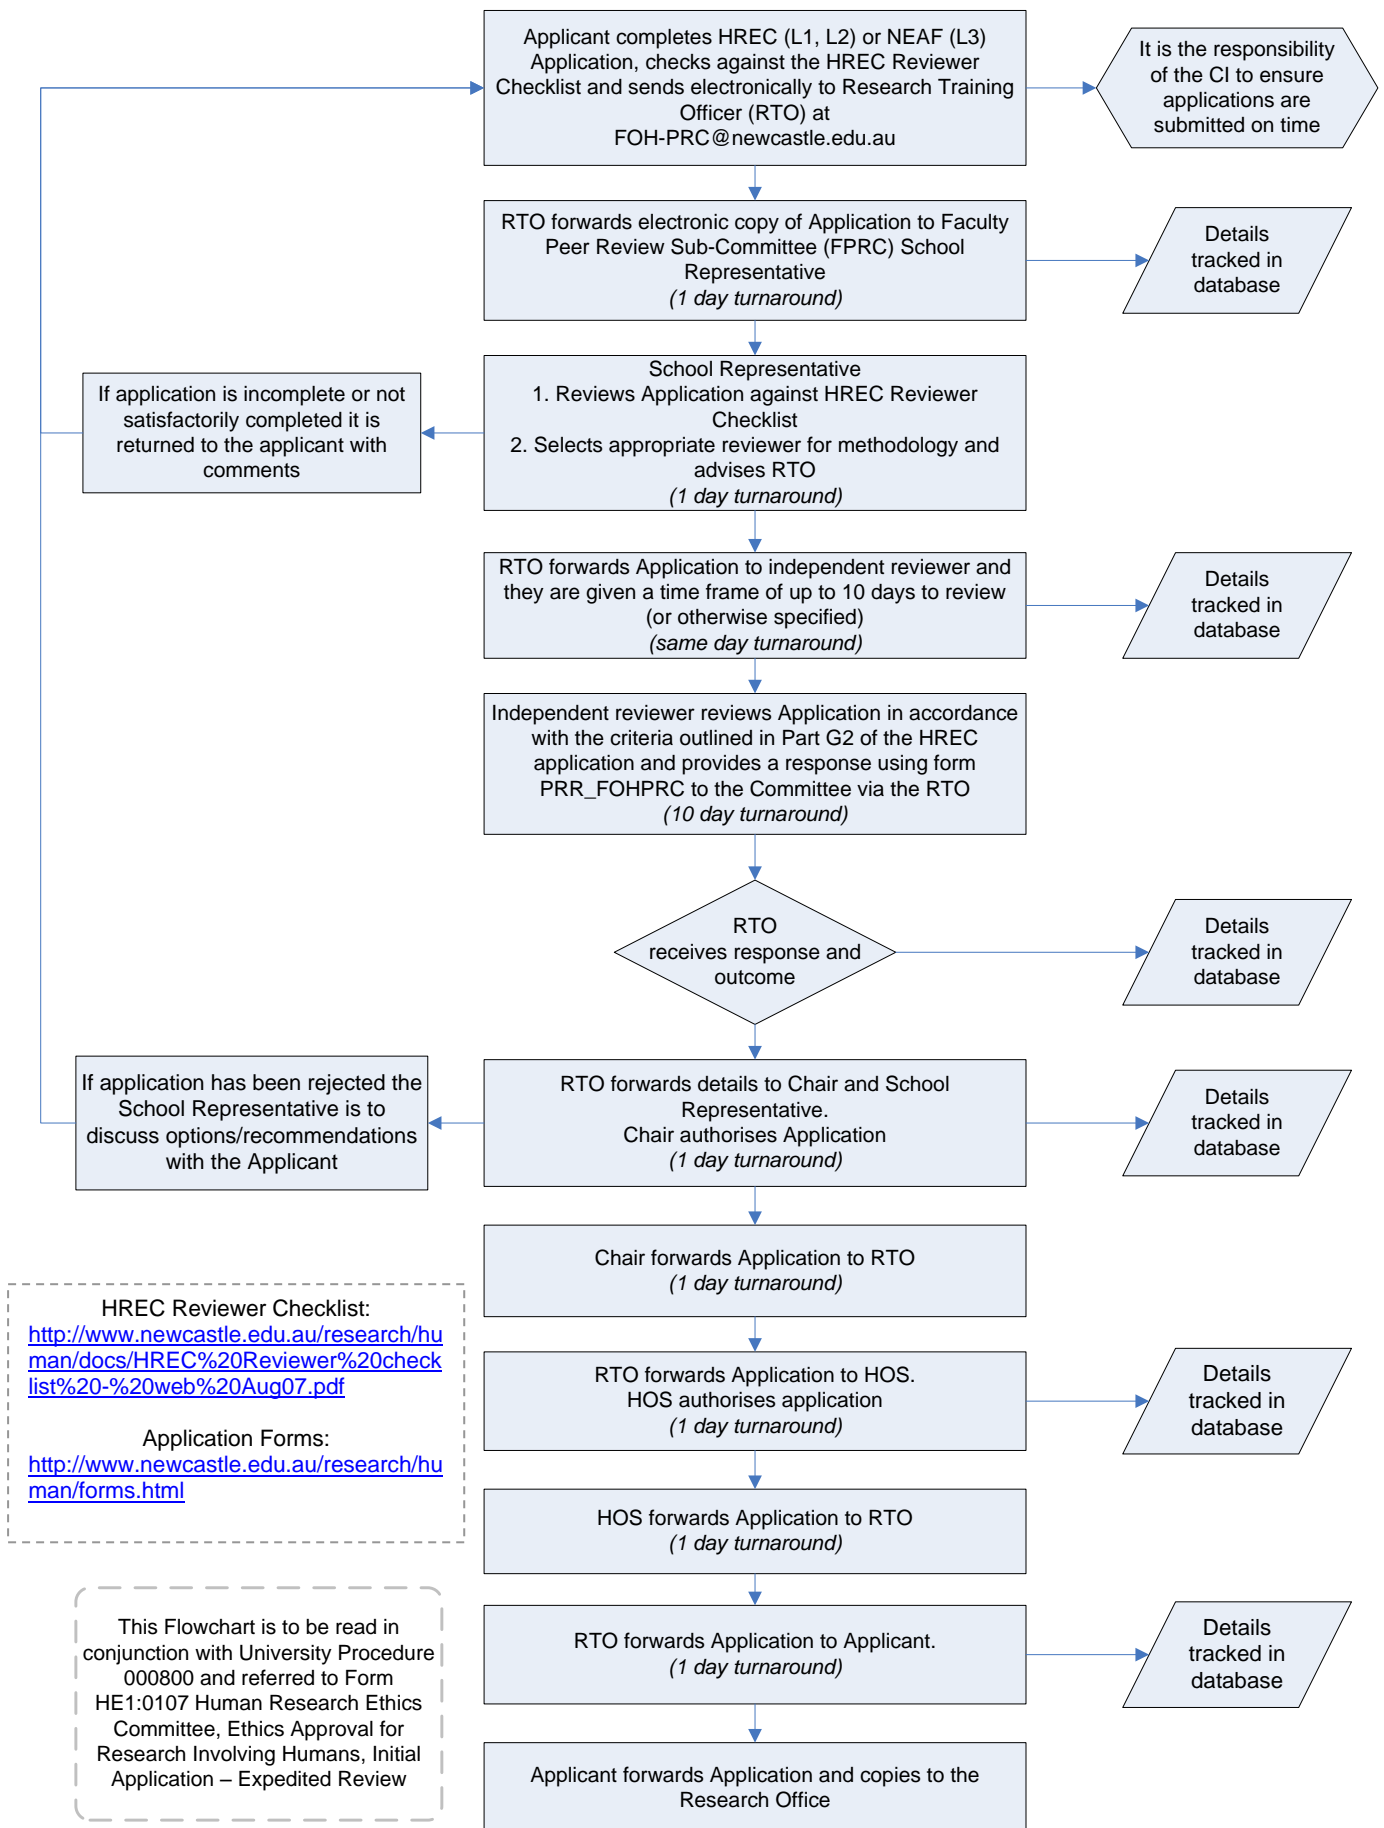 Applicant completes HREC (L1, L2) or NEAF (L3)
Application, checks against the HREC Reviewer
Checklist and sends electronically to Research Training
Officer (RTO) at
FOH-PRC@newcastle.edu.au
It is the responsibility
of the CI to ensure
applications are
submitted on time
RTO forwards electronic copy of Application to Faculty
Peer Review Sub-Committee (FPRC) School
Representative
(1 day turnaround)
Details
tracked in
database
School Representative
1. Reviews Application against HREC Reviewer
Checklist
2. Selects appropriate reviewer for methodology and
advises RTO
(1 day turnaround)
If application is incomplete or not
satisfactorily completed it is
returned to the applicant with
comments
RTO forwards Application to independent reviewer and
they are given a time frame of up to 10 days to review
(or otherwise specified)
(same day turnaround)
Details
tracked in
database
Independent reviewer reviews Application in accordance
with the criteria outlined in Part G2 of the HREC
application and provides a response using form
PRR_FOHPRC to the Committee via the RTO
(10 day turnaround)
RTO
receives response and
outcome
Details
tracked in
database
RTO forwards details to Chair and School
Representative.
Chair authorises Application
(1 day turnaround)
Details
tracked in
database
If application has been rejected the
School Representative is to
discuss options/recommendations
with the Applicant
Chair forwards Application to RTO
(1 day turnaround)
HREC Reviewer Checklist:
http://www.newcastle.edu.au/research/hu
man/docs/HREC%20Reviewer%20check
list%20-%20web%20Aug07.pdf
Application Forms:
http://www.newcastle.edu.au/research/hu
man/forms.html
RTO forwards Application to HOS.
HOS authorises application
(1 day turnaround)
Details
tracked in
database
HOS forwards Application to RTO
(1 day turnaround)
This Flowchart is to be read in
conjunction with University Procedure
000800 and referred to Form
HE1:0107 Human Research Ethics
Committee, Ethics Approval for
Research Involving Humans, Initial
Application – Expedited Review
RTO forwards Application to Applicant.
(1 day turnaround)
Details
tracked in
database
Applicant forwards Application and copies to the
Research Office